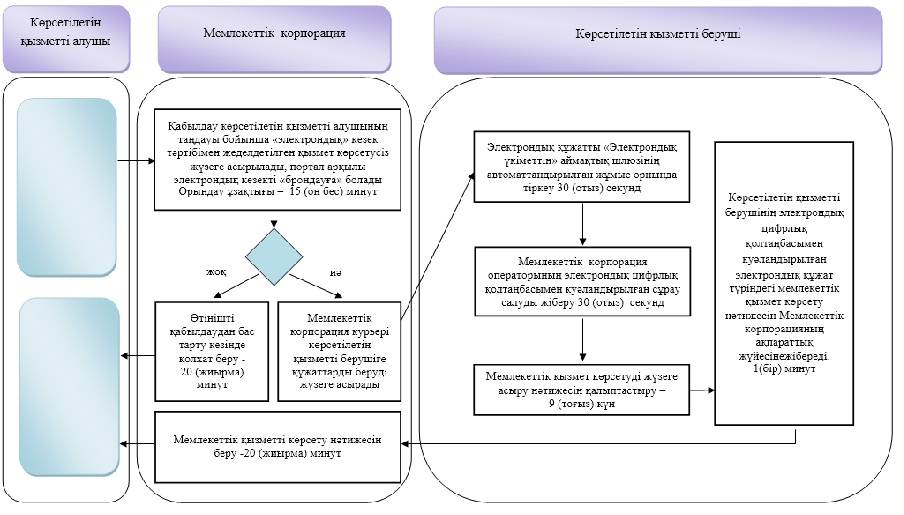 Көрсетілетін
қызметті алушы
Мемлекеттік корпорация
Көрсетілетін қызметті беруші
Қабылдау көрсетілетін қызметті алушының
таңдауы бойынша «электрондық» кезек
тәртібімен жеделдетілген қызмет көрсетусіз
жүзеге асырылады, портал арқылы
электрондық кезекті «брондауға» болады
Орындау ұзақтығы – 15 (он бес) минут
жоқ
иә
Өтінішті
қабылдаудан бас
тарту кезінде
қолхат беру -
20 (жиырма)
минут
Мемлекеттік
корпорация курьері
көрсетілетін
қызметті берушіге
құжаттарды беруді
жүзеге асырады
Мемлекеттік қызметті көрсету нәтижесін
беру -20 (жиырма) минут
Электрондық құжатты «Электрондық
үкіметтің» аймақтық шлюзінің
автоматтандырылған жұмыс орнында
тіркеу 30 (отыз) секунд
Мемлекеттік корпорация
операторының электрондық цифрлық
қолтаңбасымен куәландырылған сұрау
салуды жіберу 30 (отыз) секунд
Мемлекеттік қызмет көрсетуді жүзеге
асыру нәтижесін қалыптастыру –
9 (тоғыз) күн
Көрсетілетін қызметті
берушінің электрондық
цифрлық
қолтаңбасымен
куәландырылған
электрондық құжат
түріндегі мемлекеттік
қызмет көрсету
нәтижесін Мемлекеттік
корпорацияның
ақпараттық
жүйесінежібереді.
1(бір) минут